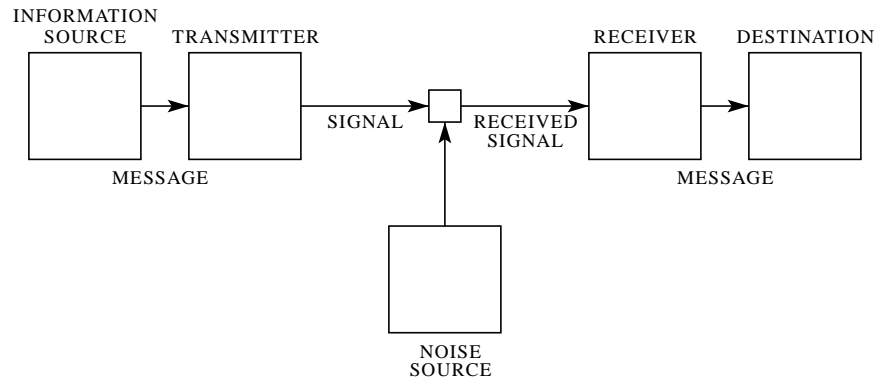 INFORMATION
SOURCE
TRANSMITTER
RECEIVER
DESTINATION
SIGNAL
RECEIVED
SIGNAL
MESSAGE
MESSAGE
NOISE
SOURCE